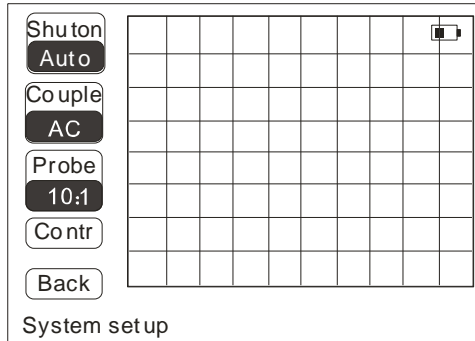 Shuton
Auto
Couple
AC
Probe
10:1
Contr
Back
System setup